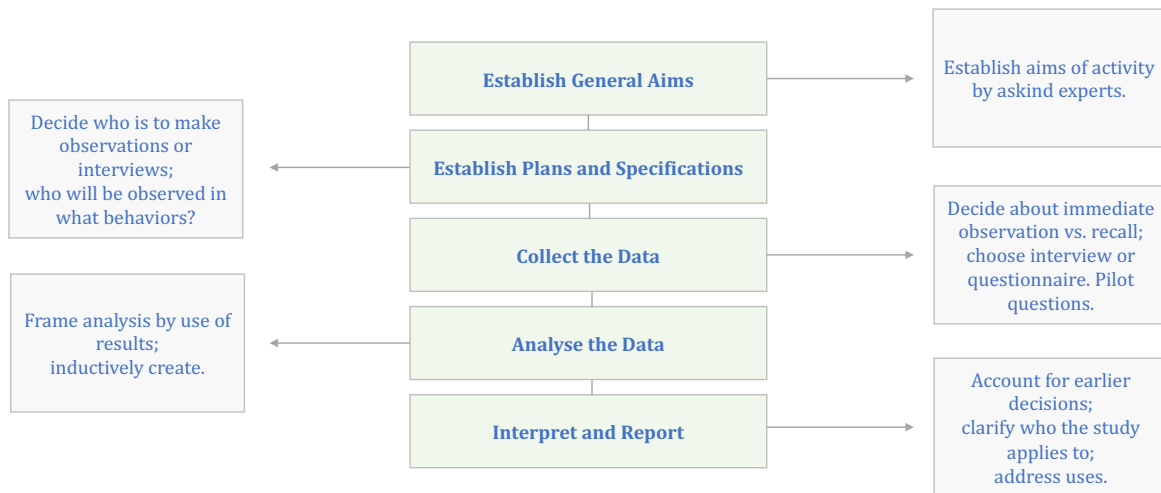 Establish General Aims
Establish aims of activity
by askind experts.
Decide who is to make
observations or
interviews;
who will be observed in
what behaviors?
Establish Plans and Specifications
Collect the Data
Decide about immediate
observation vs. recall;
choose interview or
questionnaire. Pilot
questions.
Frame analysis by use of
results;
inductively create.
Analyse the Data
Interpret and Report
Account for earlier
decisions;
clarify who the study
applies to;
address uses.